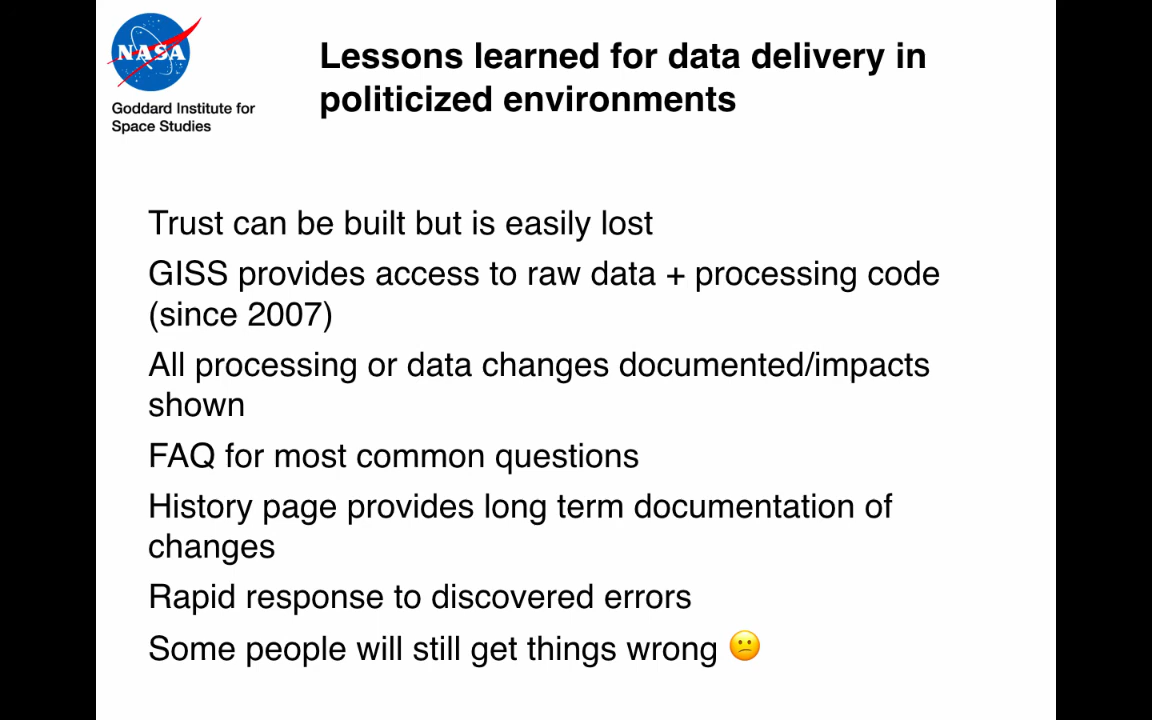 NASA
Goddard Institute for
Space Studies
Lessons learned for data delivery in
politicized environments
Trust can be built but is easily lost
GISS provides access to raw data + processing code
(since 2007)
All processing or data changes documented/impacts
shown
FAQ for most common questions
History page provides long term documentation of
changes
Rapid response to discovered errors
Some people will still get things wrong 😕